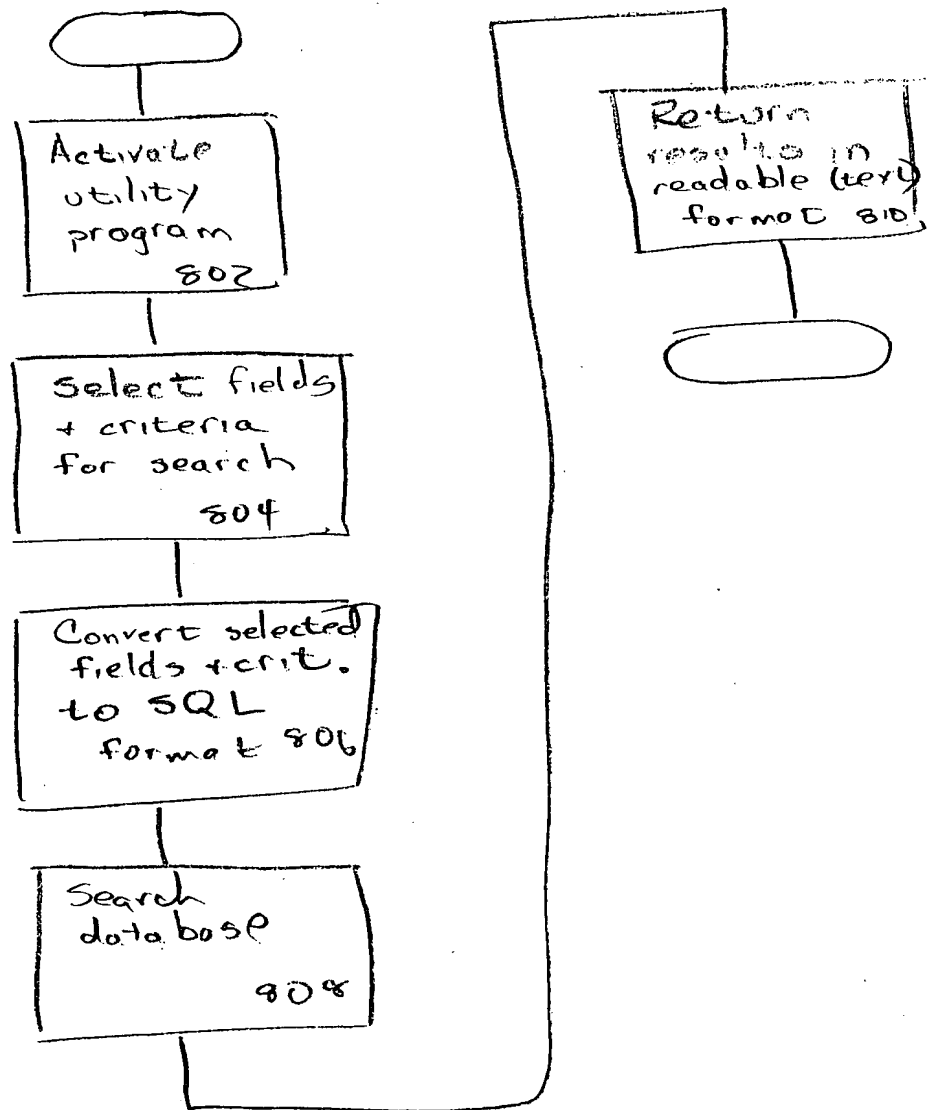 Activate
utility
program
802
Select fields
+ criteria
for search
804
Convert selected
fields + crit.
to SQL
format 806
Search
database
808
Return
results in
readable (text)
format 810